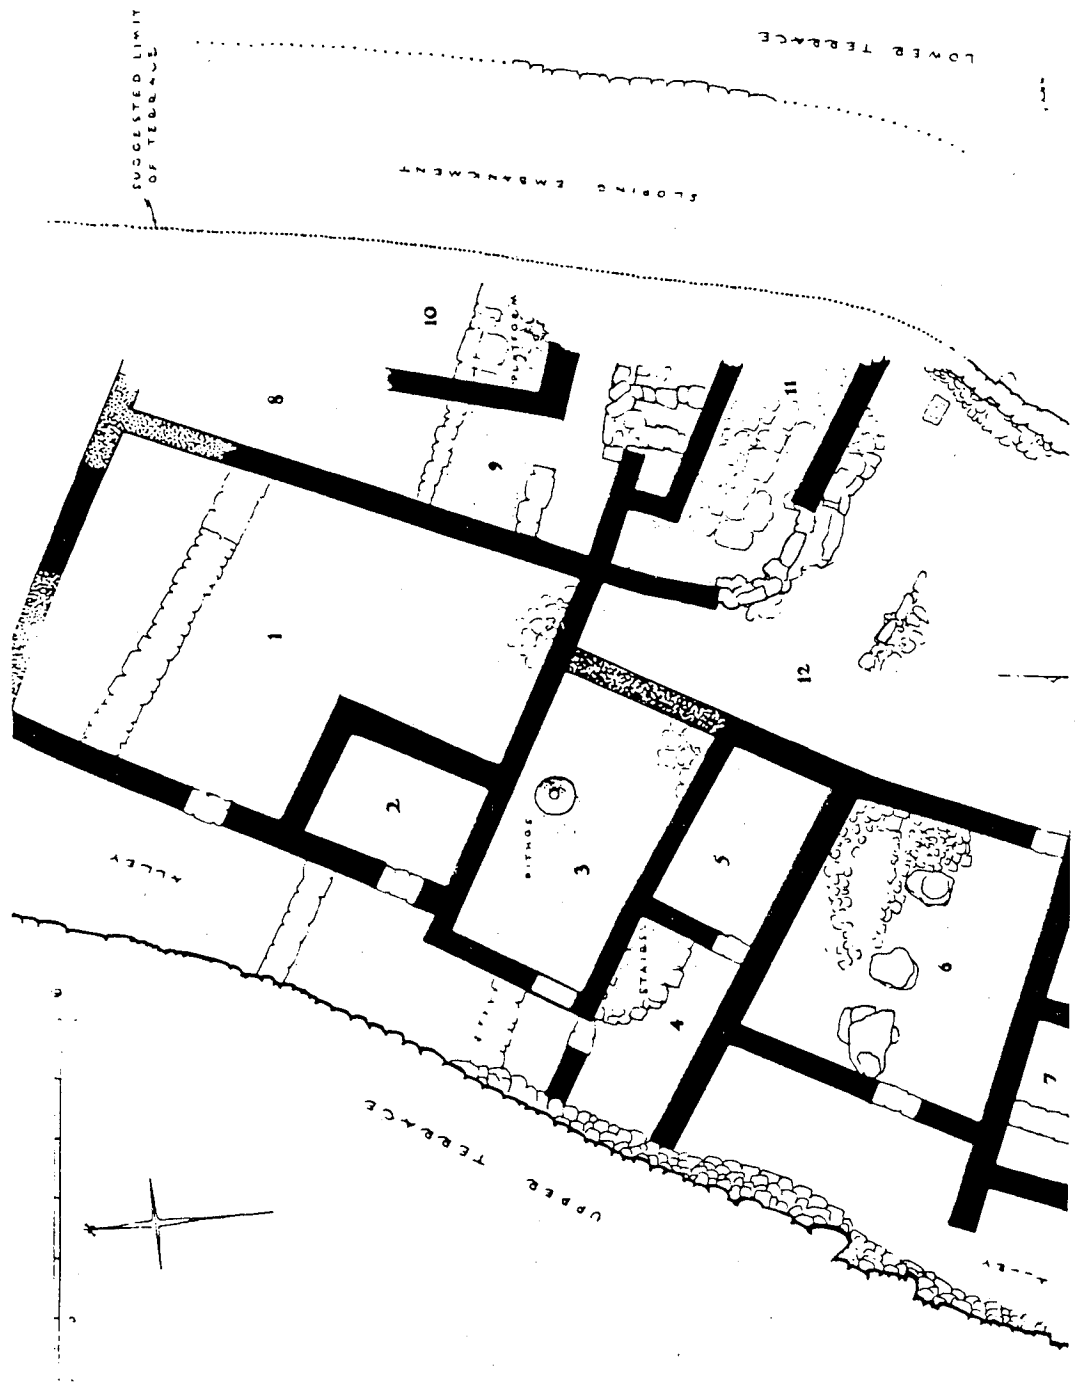 LOWER TERRACE
SUGGESTED LIMIT
OF TERRACE
SLOPING EMBANKMENT
10
PLATFORM
8
11
9
1
12
2
PITHOS
3
5
ALLEY
STAIRS
6
4
7
UPPER TERRACE
ALLEY